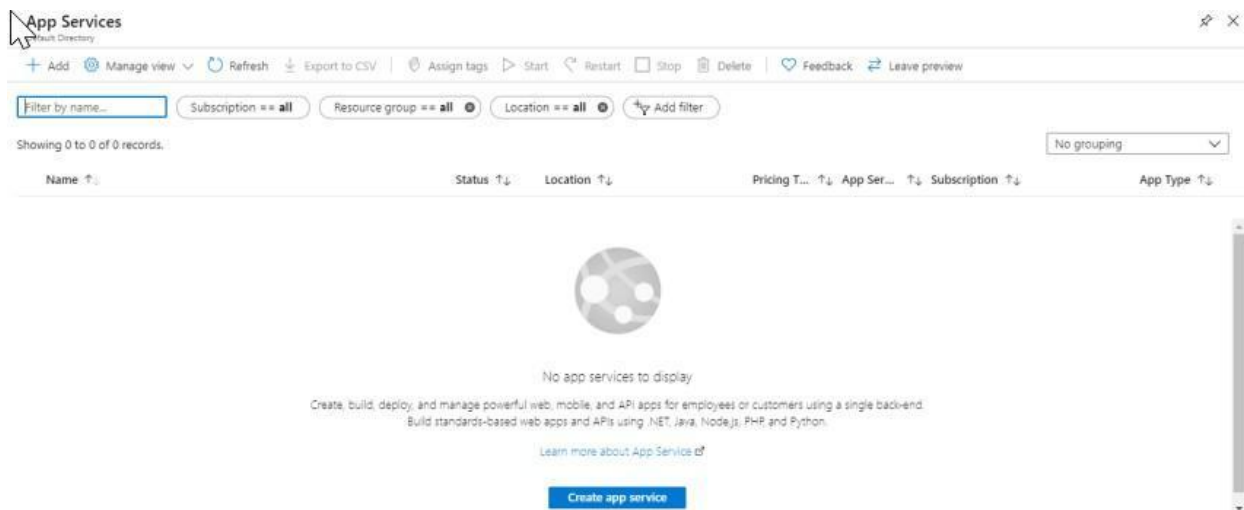 App Services
Default Directory
Add Manage view Refresh Export to CSV Assign tags Start Restart Stop Delete Feedback Leave preview
Filter by name... Subscription == all Resource group == all Location == all Add filter
Showing 0 to 0 of 0 records.
No grouping
Name Status Location Pricing T... App Ser... Subscription App Type
No app services to display
Create, build, deploy, and manage powerful web, mobile, and API apps for employees or customers using a single back-end.
Build standards-based web apps and APIs using .NET, Java, Node.js, PHP, and Python.
Learn more about App Service
Create app service